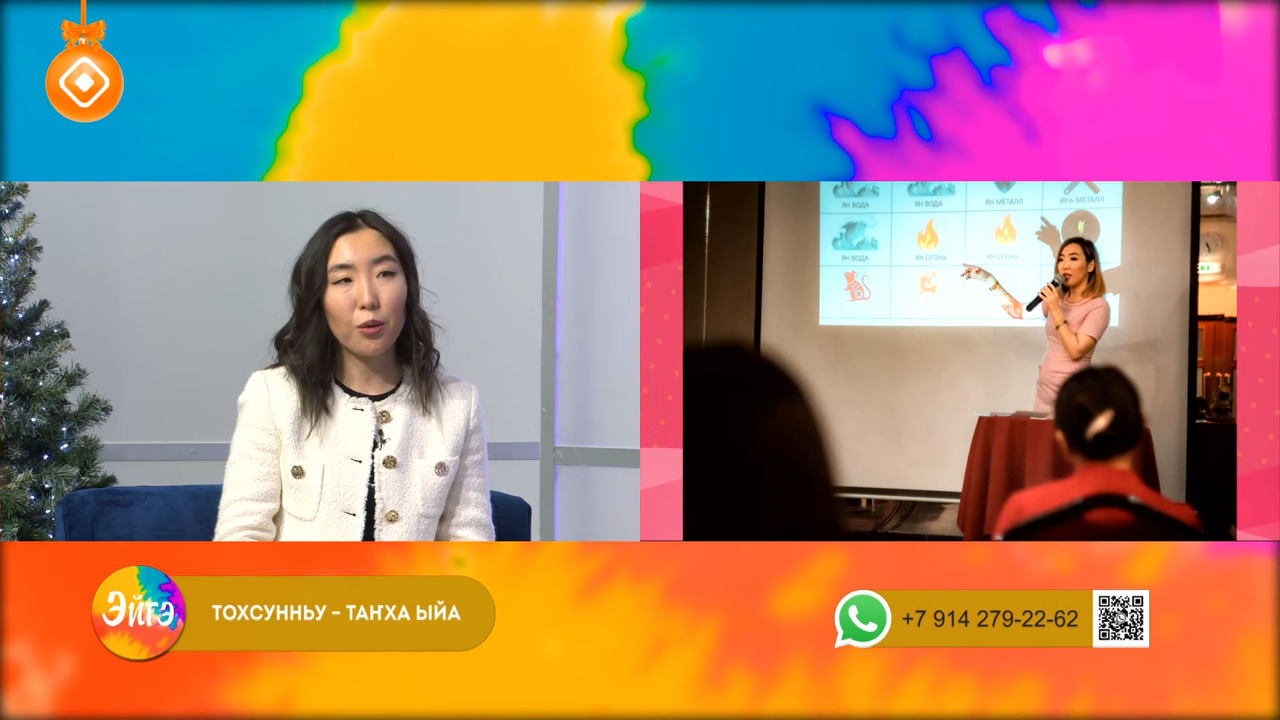 ЯН ВОДА
ЯН ВОДА
ЯН МЕТАЛЛ
ИНЬ МЕТАЛЛ
ЯН ВОДА
ЯН ОГОНЬ
ЯН ОГОНЬ
Эйгэ
ТОХСУННЬУ – ТАҤХА ЫЙА
+7 914 279-22-62